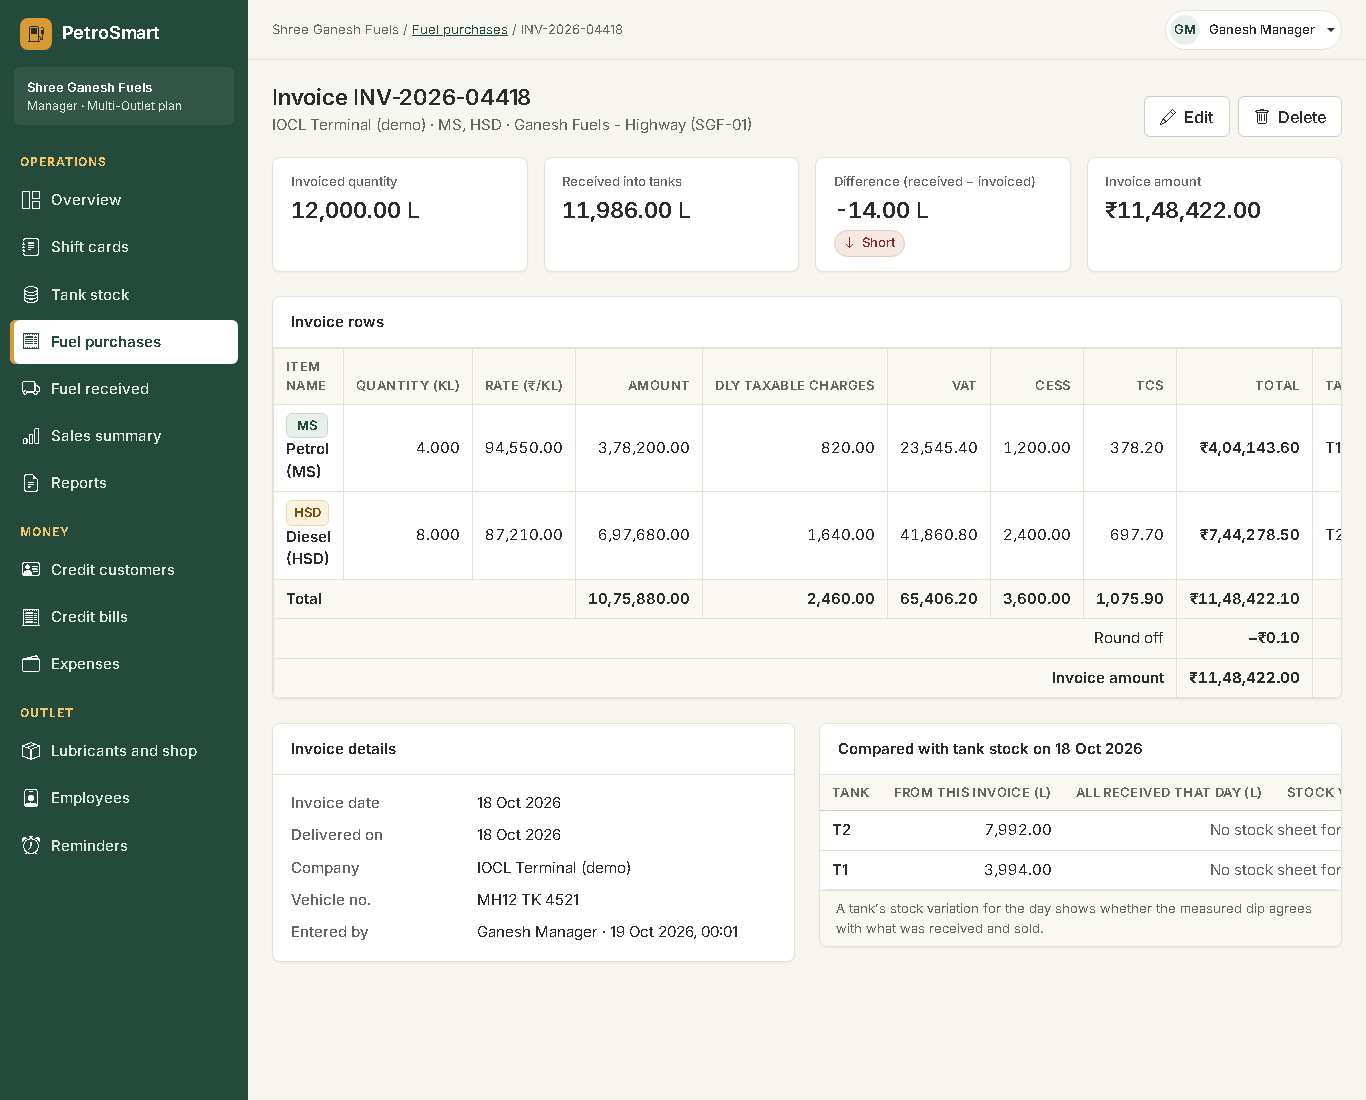 PetroSmart
Shree Ganesh Fuels
Manager · Multi-Outlet plan
OPERATIONS
Overview
Shift cards
Tank stock
Fuel purchases
Fuel received
Sales summary
Reports
MONEY
Credit customers
Credit bills
Expenses
OUTLET
Lubricants and shop
Employees
Reminders
Shree Ganesh Fuels / Fuel purchases / INV-2026-04418
GM Ganesh Manager
Invoice INV-2026-04418
IOCL Terminal (demo) · MS, HSD · Ganesh Fuels - Highway (SGF-01)
Edit
Delete
Invoiced quantity
12,000.00 L
Received into tanks
11,986.00 L
Difference (received − invoiced)
-14.00 L
↓ Short
Invoice amount
₹11,48,422.00
Invoice rows
ITEM NAME QUANTITY (KL) RATE (₹/KL) AMOUNT DLY TAXABLE CHARGES VAT CESS TCS TOTAL TA
MS
Petrol (MS) 4.000 94,550.00 3,78,200.00 820.00 23,545.40 1,200.00 378.20 ₹4,04,143.60 T1
HSD
Diesel (HSD) 8.000 87,210.00 6,97,680.00 1,640.00 41,860.80 2,400.00 697.70 ₹7,44,278.50 T2
Total 10,75,880.00 2,460.00 65,406.20 3,600.00 1,075.90 ₹11,48,422.10
Round off −₹0.10
Invoice amount ₹11,48,422.00
Invoice details
Invoice date 18 Oct 2026
Delivered on 18 Oct 2026
Company IOCL Terminal (demo)
Vehicle no. MH12 TK 4521
Entered by Ganesh Manager · 19 Oct 2026, 00:01
Compared with tank stock on 18 Oct 2026
TANK FROM THIS INVOICE (L) ALL RECEIVED THAT DAY (L) STOCK
T2 7,992.00 No stock sheet for
T1 3,994.00 No stock sheet for
A tank's stock variation for the day shows whether the measured dip agrees
with what was received and sold.